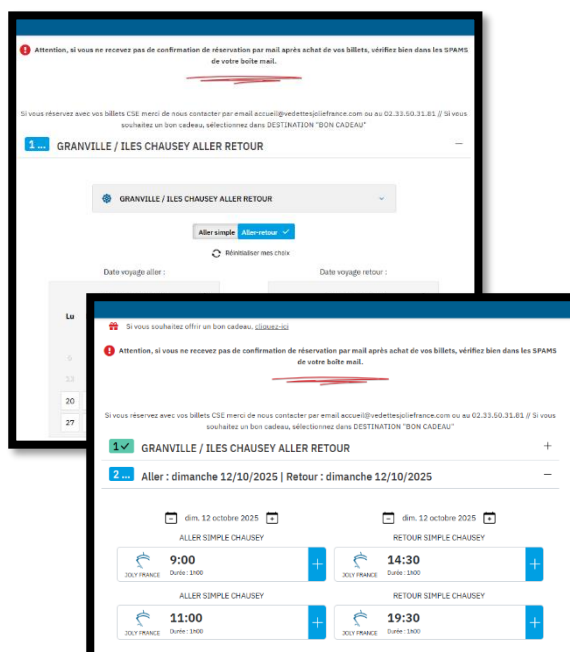 Attention, si vous ne recevez pas de confirmation de réservation par mail après achat de vos billets, vérifiez bien dans les SPAMS
de votre boite mail.
Si vous réservez avec vos billets CSE merci de nous contacter par email accueil@vedettesjoliefrance.com ou au 02.33.50.31.81 // Si vous
souhaitez un bon cadeau, sélectionnez dans DESTINATION "BON CADEAU"
1 ... GRANVILLE / ILES CHAUSEY ALLER RETOUR −
GRANVILLE / ILES CHAUSEY ALLER RETOUR
Aller simple Aller-retour
Réinitialiser mes choix
Date voyage aller : Date voyage retour :
Lu
6
13
20
27
Si vous souhaitez offrir un bon cadeau, cliquez-ici
Attention, si vous ne recevez pas de confirmation de réservation par mail après achat de vos billets, vérifiez bien dans les SPAMS
de votre boite mail.
Si vous réservez avec vos billets CSE merci de nous contacter par email accueil@vedettesjoliefrance.com ou au 02.33.50.31.81 // Si vous
souhaitez un bon cadeau, sélectionnez dans DESTINATION "BON CADEAU"
1 ✓ GRANVILLE / ILES CHAUSEY ALLER RETOUR +
2 ... Aller : dimanche 12/10/2025 | Retour : dimanche 12/10/2025 −
− dim. 12 octobre 2025 + − dim. 12 octobre 2025 +
ALLER SIMPLE CHAUSEY RETOUR SIMPLE CHAUSEY
9:00 + 14:30 +
JOLY FRANCE Durée : 1h00 JOLY FRANCE Durée : 1h00
ALLER SIMPLE CHAUSEY RETOUR SIMPLE CHAUSEY
11:00 + 19:30 +
JOLY FRANCE Durée : 1h00 JOLY FRANCE Durée : 1h00